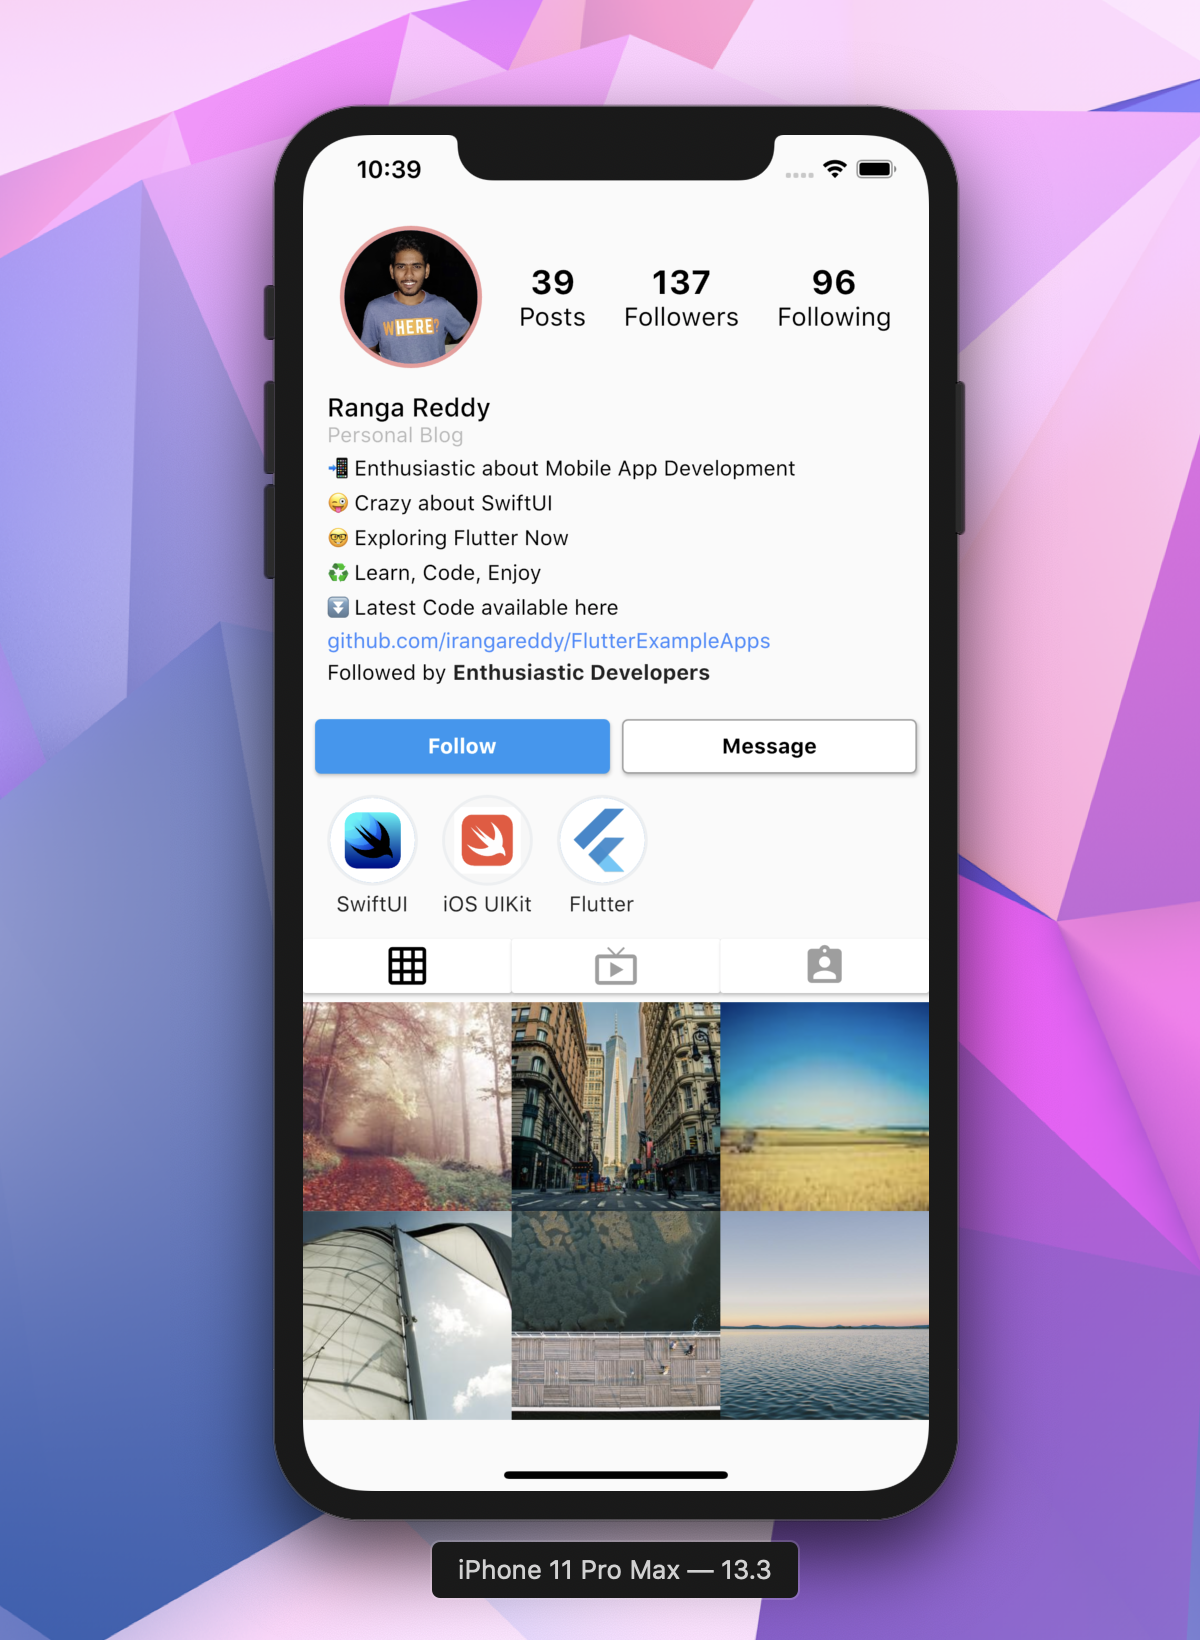 10:39
WHERE?
39
137
96
Posts
Followers
Following
Ranga Reddy
Personal Blog
Enthusiastic about Mobile App Development
Crazy about SwiftUI
Exploring Flutter Now
Learn, Code, Enjoy
Latest Code available here
github.com/irangareddy/FlutterExampleApps
Followed by Enthusiastic Developers
Follow
Message
SwiftUI
iOS UIKit
Flutter
iPhone 11 Pro Max — 13.3